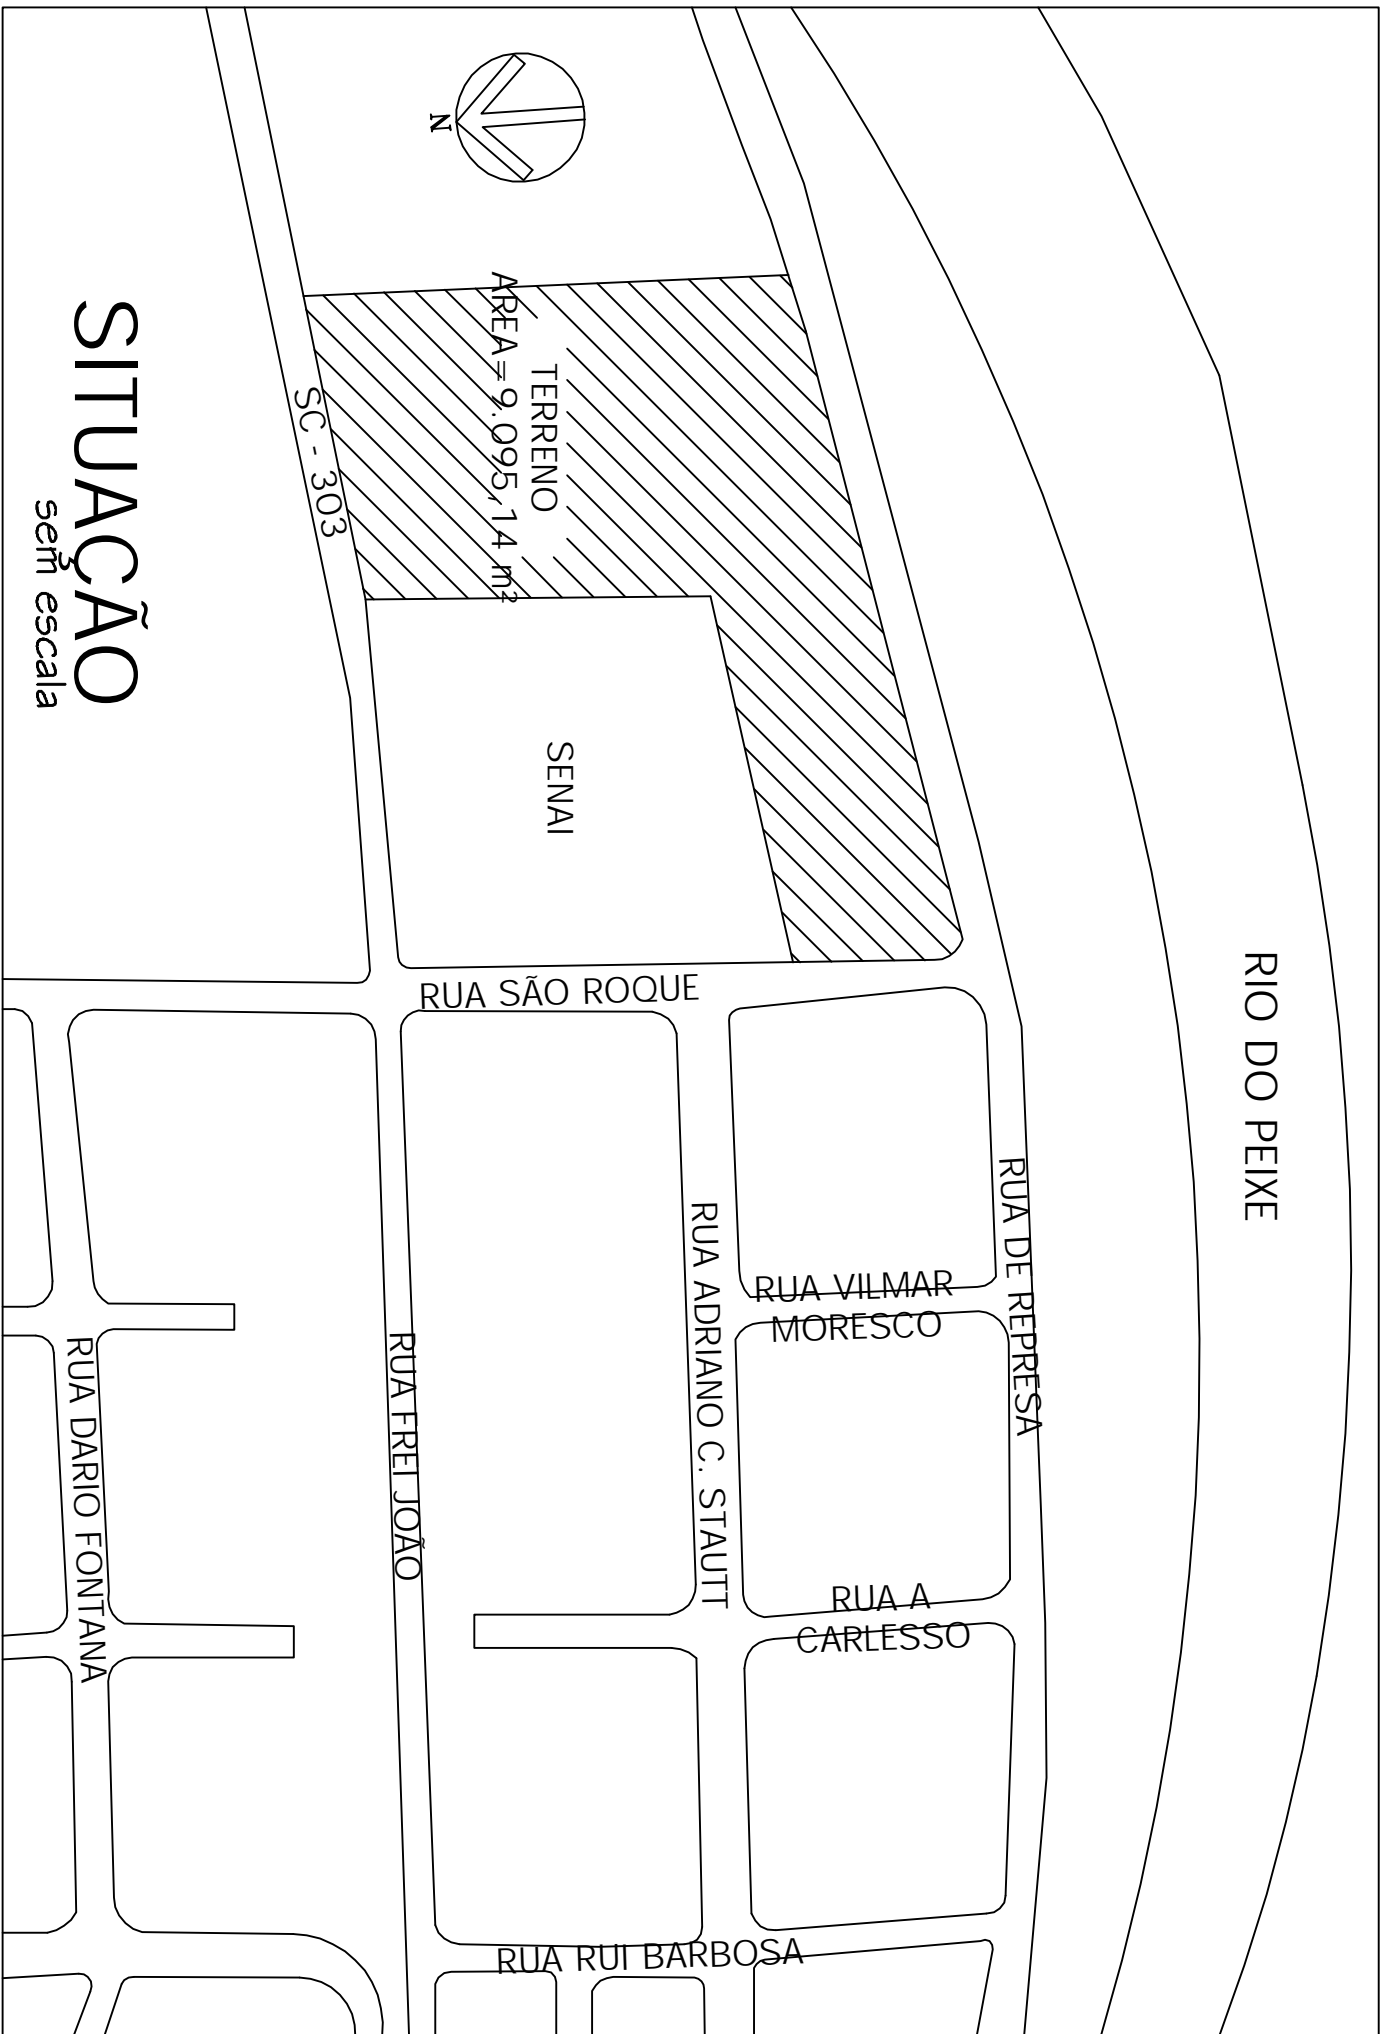 RIO DO PEIXE
RUA DE REPRESA
RUA VILMAR
MORESCO
RUA A
CARLESSO
RUA ADRIANO C. STAUTT
RUA SÃO ROQUE
RUA RUI BARBOSA
N
TERRENO
AREA=9.095,14 m²
SENAI
SC - 303
RUA FREI JOÃO
RUA DARIO FONTANA
SITUAÇÃO
sem escala